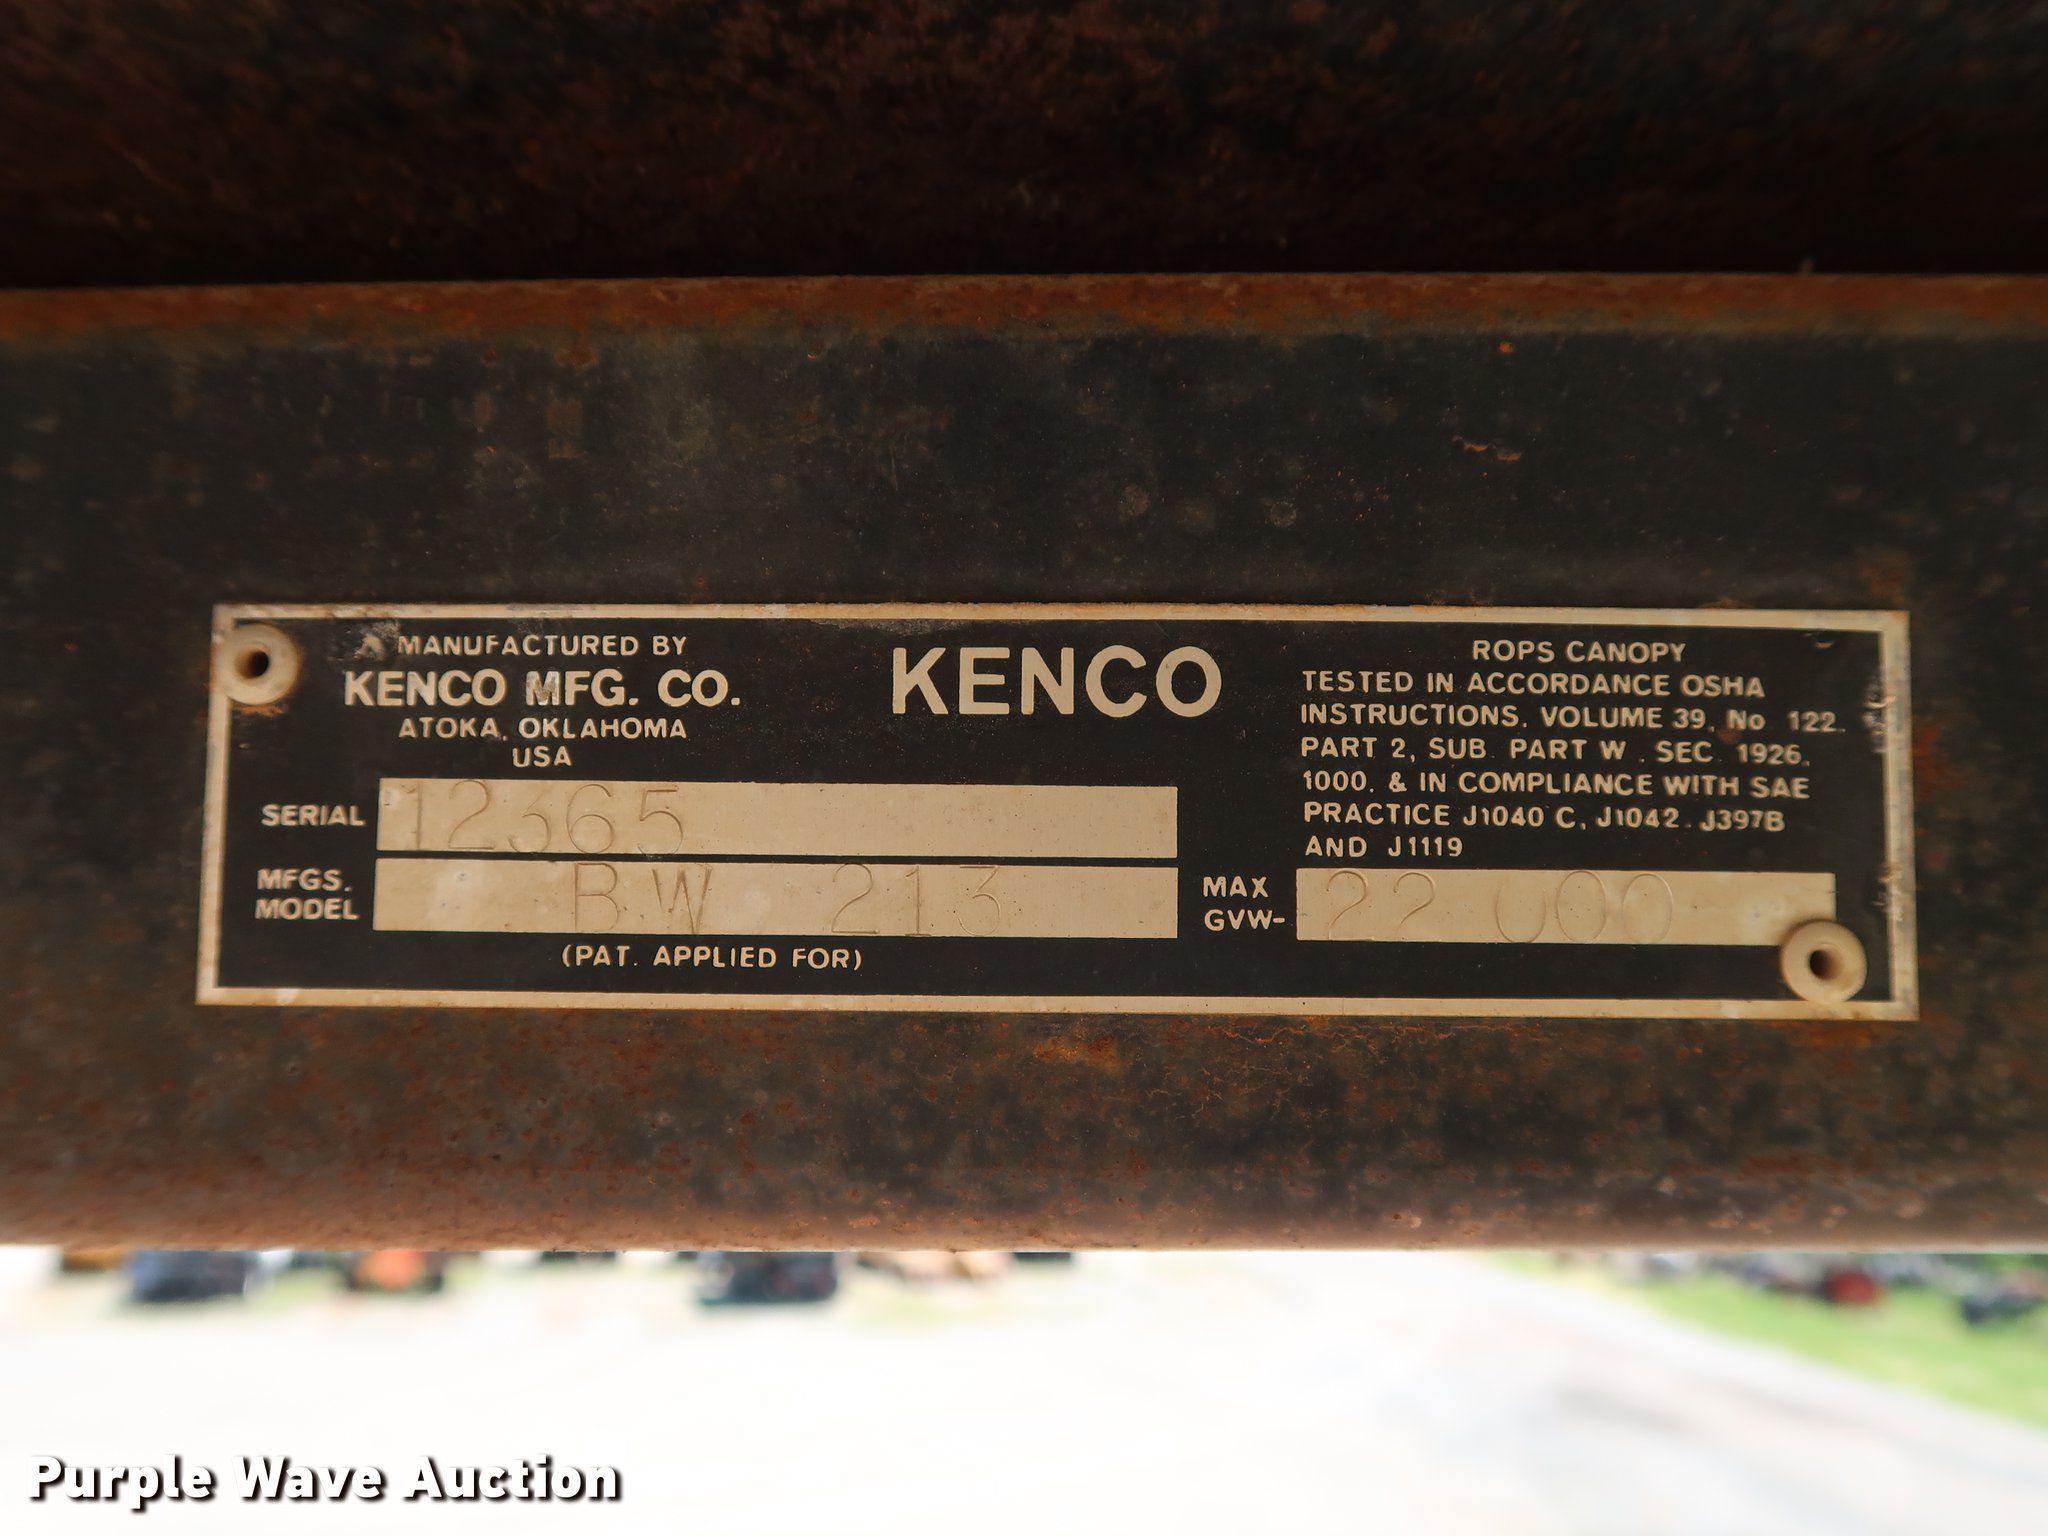 MANUFACTURED BY
KENCO MFG. CO.
ATOKA, OKLAHOMA
USA
KENCO
SERIAL 12365
MFGS. MODEL BW 213
(PAT. APPLIED FOR)
ROPS CANOPY
TESTED IN ACCORDANCE OSHA
INSTRUCTIONS, VOLUME 39, No 122.
PART 2, SUB PART W . SEC 1926.
1000. & IN COMPLIANCE WITH SAE
PRACTICE J1040 C, J1042. J397B
AND J1119
MAX GVW- 22 000
Purple Wave Auction